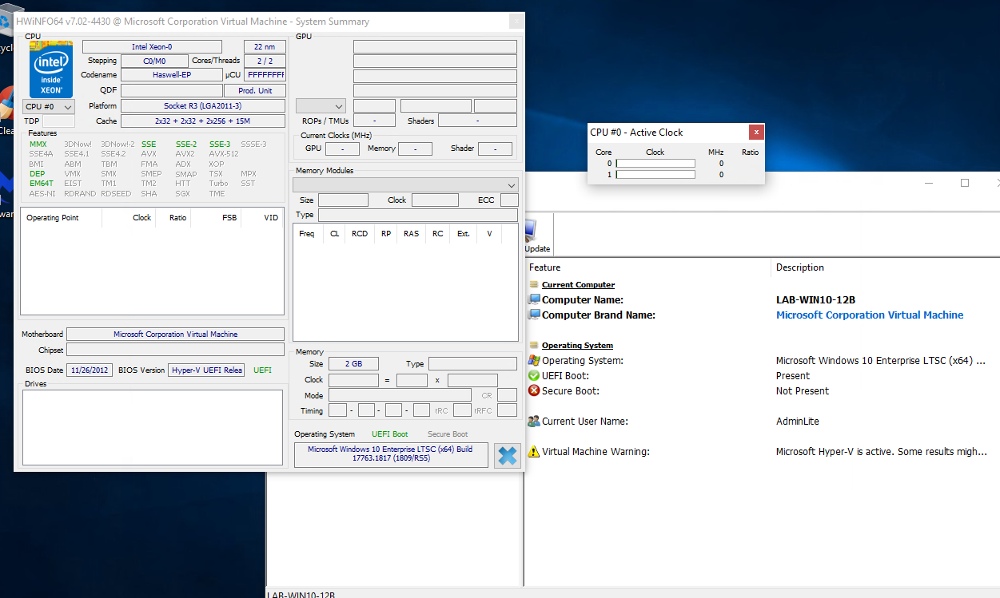 HWiNFO64 v7.02-4430 @ Microsoft Corporation Virtual Machine - System Summary
CPU
intel
inside
XEON
Intel Xeon-0
22 nm
Stepping
C0/M0
Cores/Threads
2 / 2
Codename
Haswell-EP
µCU
FFFFFFFF
QDF
Prod. Unit
CPU #0
Platform
Socket R3 (LGA2011-3)
TDP
Cache
2x32 + 2x32 + 2x256 + 15M
Features
MMX 3DNow! 3DNow!-2 SSE SSE-2 SSE-3 SSSE-3
SSE4A SSE4.1 SSE4.2 AVX AVX2 AVX-512
BMI ABM TBM FMA ADX XOP
DEP VMX SMX SMEP SMAP TSX MPX
EM64T EIST TM1 TM2 HTT Turbo SST
AES-NI RDRAND RDSEED SHA SGX TME
Operating Point Clock Ratio FSB VID
Motherboard
Microsoft Corporation Virtual Machine
Chipset
BIOS Date
11/26/2012
BIOS Version
Hyper-V UEFI Relea
UEFI
Drives
GPU
ROPs / TMUs
-
Shaders
-
Current Clocks (MHz)
GPU
-
Memory
-
Shader
-
Memory Modules
Size
Clock
ECC
Type
Freq CL RCD RP RAS RC Ext. V
Memory
Size
2 GB
Type
Clock
=
x
Mode
CR
Timing
-
-
-
tRC
tRFC
Operating System
UEFI Boot
Secure Boot
Microsoft Windows 10 Enterprise LTSC (x64) Build
17763.1817 (1809/RS5)
CPU #0 - Active Clock
x
Core Clock MHz Ratio
0 0
1 0
Update
Feature Description
Current Computer
Computer Name: LAB-WIN10-12B
Computer Brand Name: Microsoft Corporation Virtual Machine
Operating System
Operating System: Microsoft Windows 10 Enterprise LTSC (x64) ...
UEFI Boot: Present
Secure Boot: Not Present
Current User Name: AdminLite
Virtual Machine Warning: Microsoft Hyper-V is active. Some results migh...
LAB-WIN10-12B